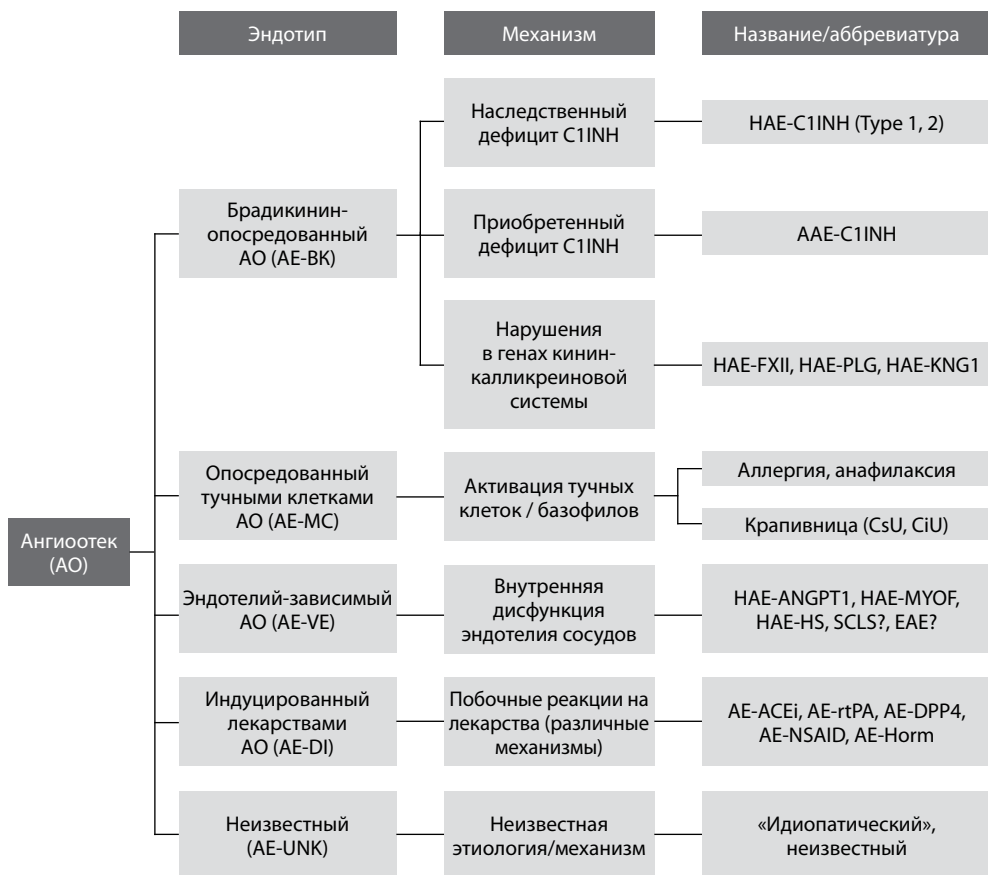 Эндотип
Механизм
Название/аббревиатура
Ангиоотек
(АО)
Брадикинин-
опосредованный
АО (AE-BK)
Наследственный
дефицит C1INH
HAE-C1INH (Type 1, 2)
Приобретенный
дефицит C1INH
AAE-C1INH
Нарушения
в генах кинин-
калликреиновой
системы
HAE-FXII, HAE-PLG, HAE-KNG1
Опосредованный
тучными клетками
АО (AE-MC)
Активация тучных
клеток / базофилов
Аллергия, анафилаксия
Крапивница (CsU, CiU)
Эндотелий-зависимый
АО (AE-VE)
Внутренняя
дисфункция
эндотелия сосудов
HAE-ANGPT1, HAE-MYOF,
HAE-HS, SCLS?, EAE?
Индуцированный
лекарствами
АО (AE-DI)
Побочные реакции на
лекарства (различные
механизмы)
AE-ACEi, AE-rtPA, AE-DPP4,
AE-NSAID, AE-Horm
Неизвестный
(AE-UNK)
Неизвестная
этиология/механизм
«Идиопатический»,
неизвестный